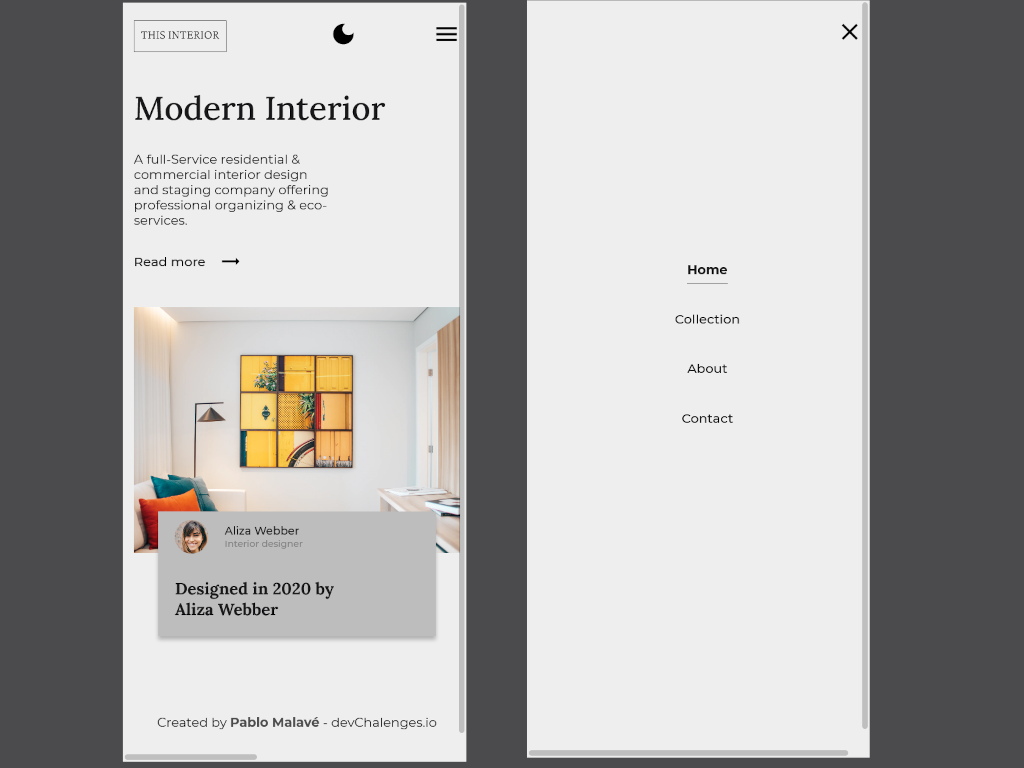 THIS INTERIOR
Modern Interior
A full-Service residential &
commercial interior design
and staging company offering
professional organizing & eco-
services.
Read more
Aliza Webber
Interior designer
Designed in 2020 by
Aliza Webber
Created by Pablo Malavé - devChalenges.io
Home
Collection
About
Contact